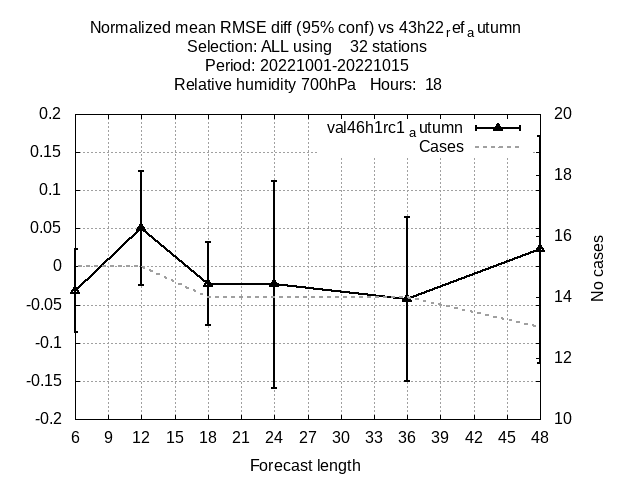 Normalized mean RMSE diff (95% conf) vs 43h22refautumn
Selection: ALL using    32 stations
Period: 20221001-20221015
Relative humidity 700hPa   Hours:  18
0.2
0.15
0.1
0.05
0
-0.05
-0.1
-0.15
-0.2
val46h1rc1autumn
Cases
20
18
16
14
12
10
No cases
6 9 12 15 18 21 24 27 30 33 36 39 42 45 48
Forecast length